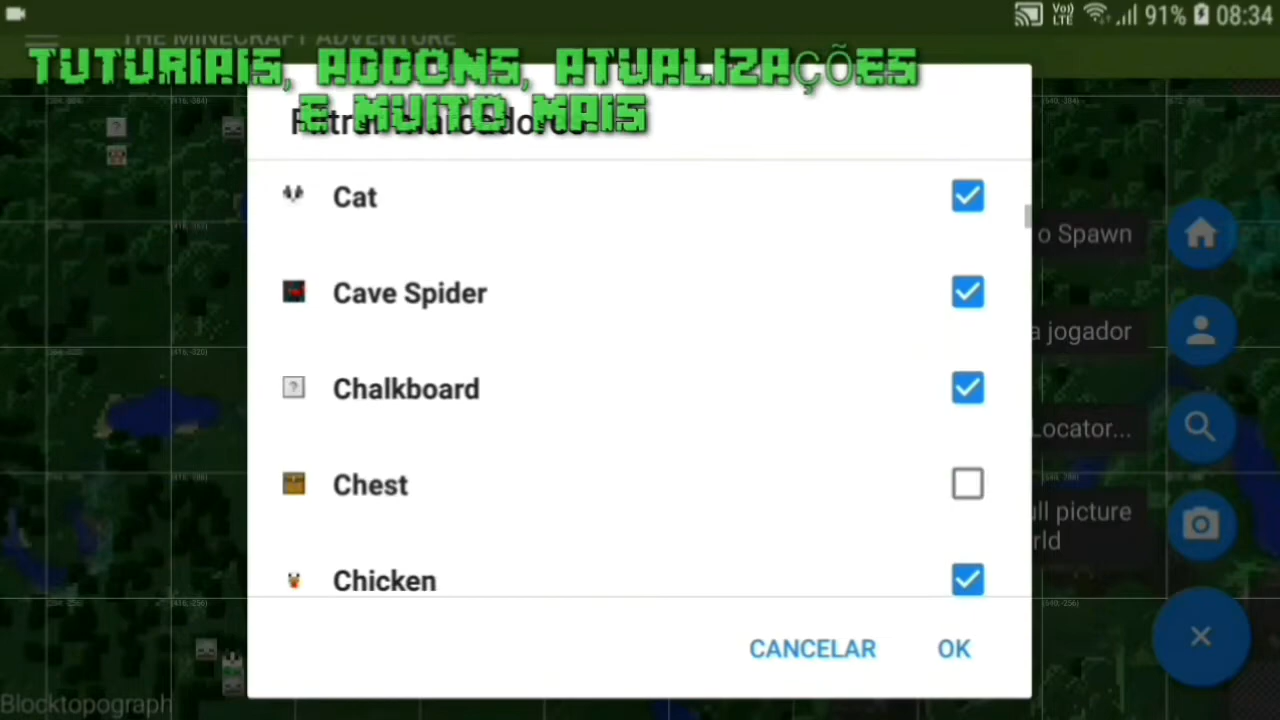 91% 08:34
THE MINECRAFT ADVENTURE
TUTURIAIS, ADDONS, ATUALIZAÇÕES
E MUITO MAIS
Cat
o Spawn
Cave Spider
a jogador
Chalkboard
Locator...
Chest
ll picture
rld
Chicken
CANCELAR OK
Blocktopograph